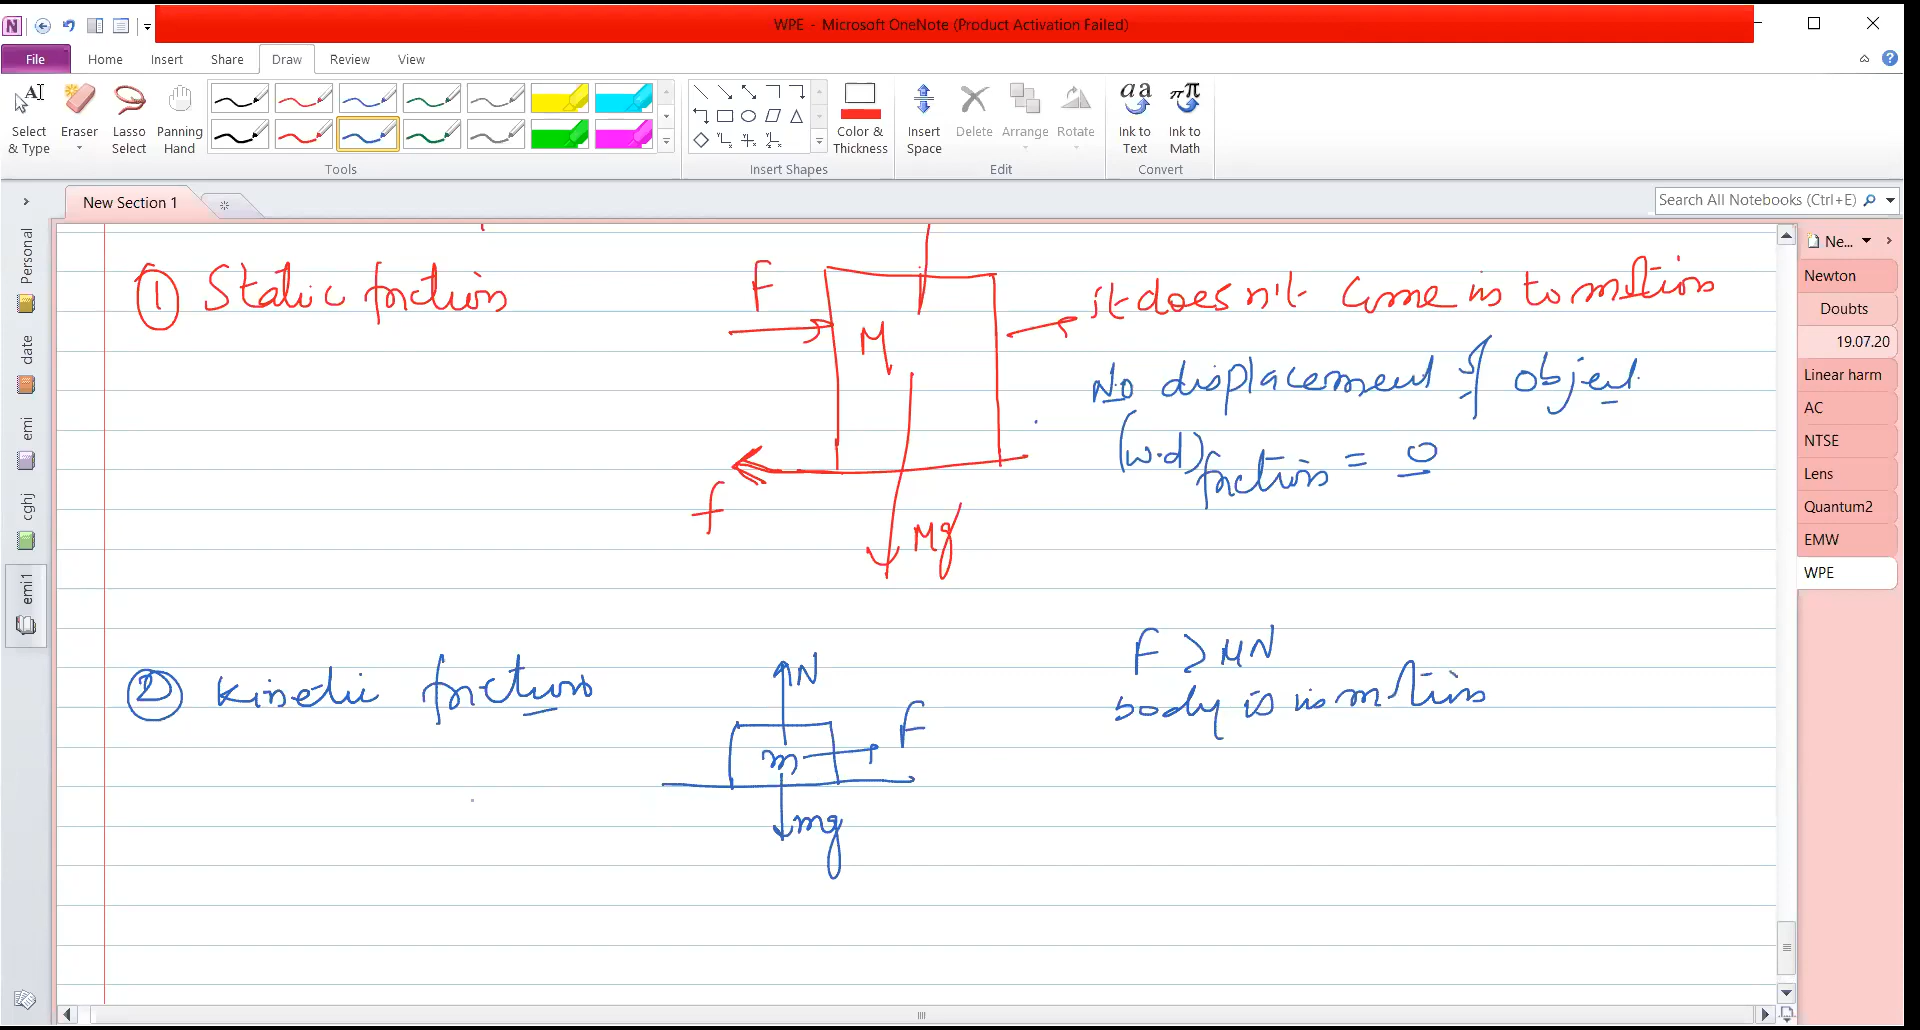 WPE - Microsoft OneNote (Product Activation Failed)
File Home Insert Share Draw Review View
Select & Type
Eraser
Lasso Select
Panning Hand
Color & Thickness
Insert Space
Delete
Arrange
Rotate
Ink to Text
Ink to Math
Tools
Insert Shapes
Edit
Convert
New Section 1
Search All Notebooks (Ctrl+E)
Personal
date
emi
cghj
emi1
Ne...
Newton
Doubts
19.07.20
Linear harm
AC
NTSE
Lens
Quantum2
EMW
WPE
① Static friction
F
M
it doesn't come in to motion
No displacement of object.
(w.d)friction = 0
f
Mg
② Kinetic friction
N
m
F
mg
F > μN
body is in motion